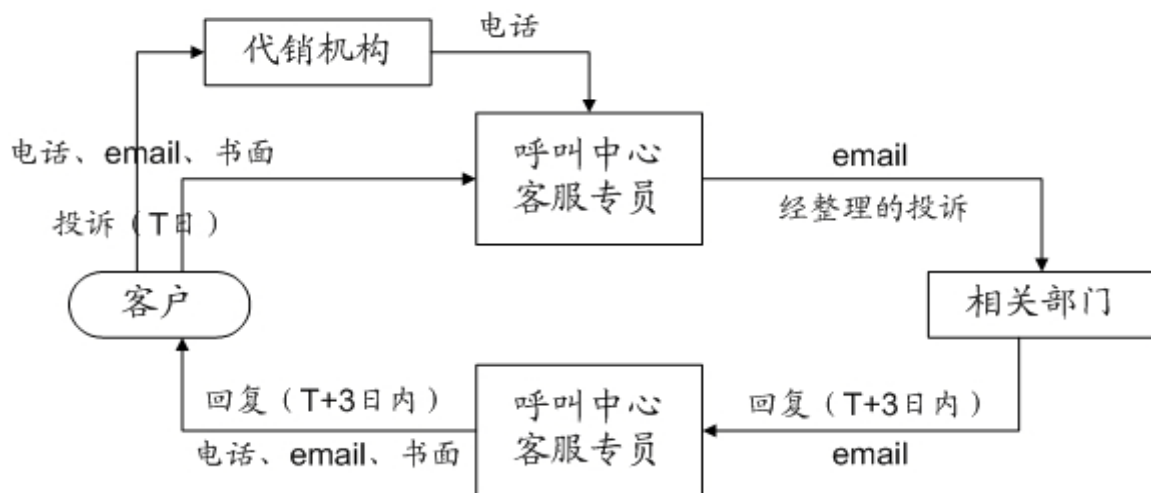 代销机构
电话
电话、email、书面
投诉（T日）
呼叫中心
客服专员
email
经整理的投诉
客户
相关部门
回复（T+3日内）
电话、email、书面
呼叫中心
客服专员
回复（T+3日内）
email